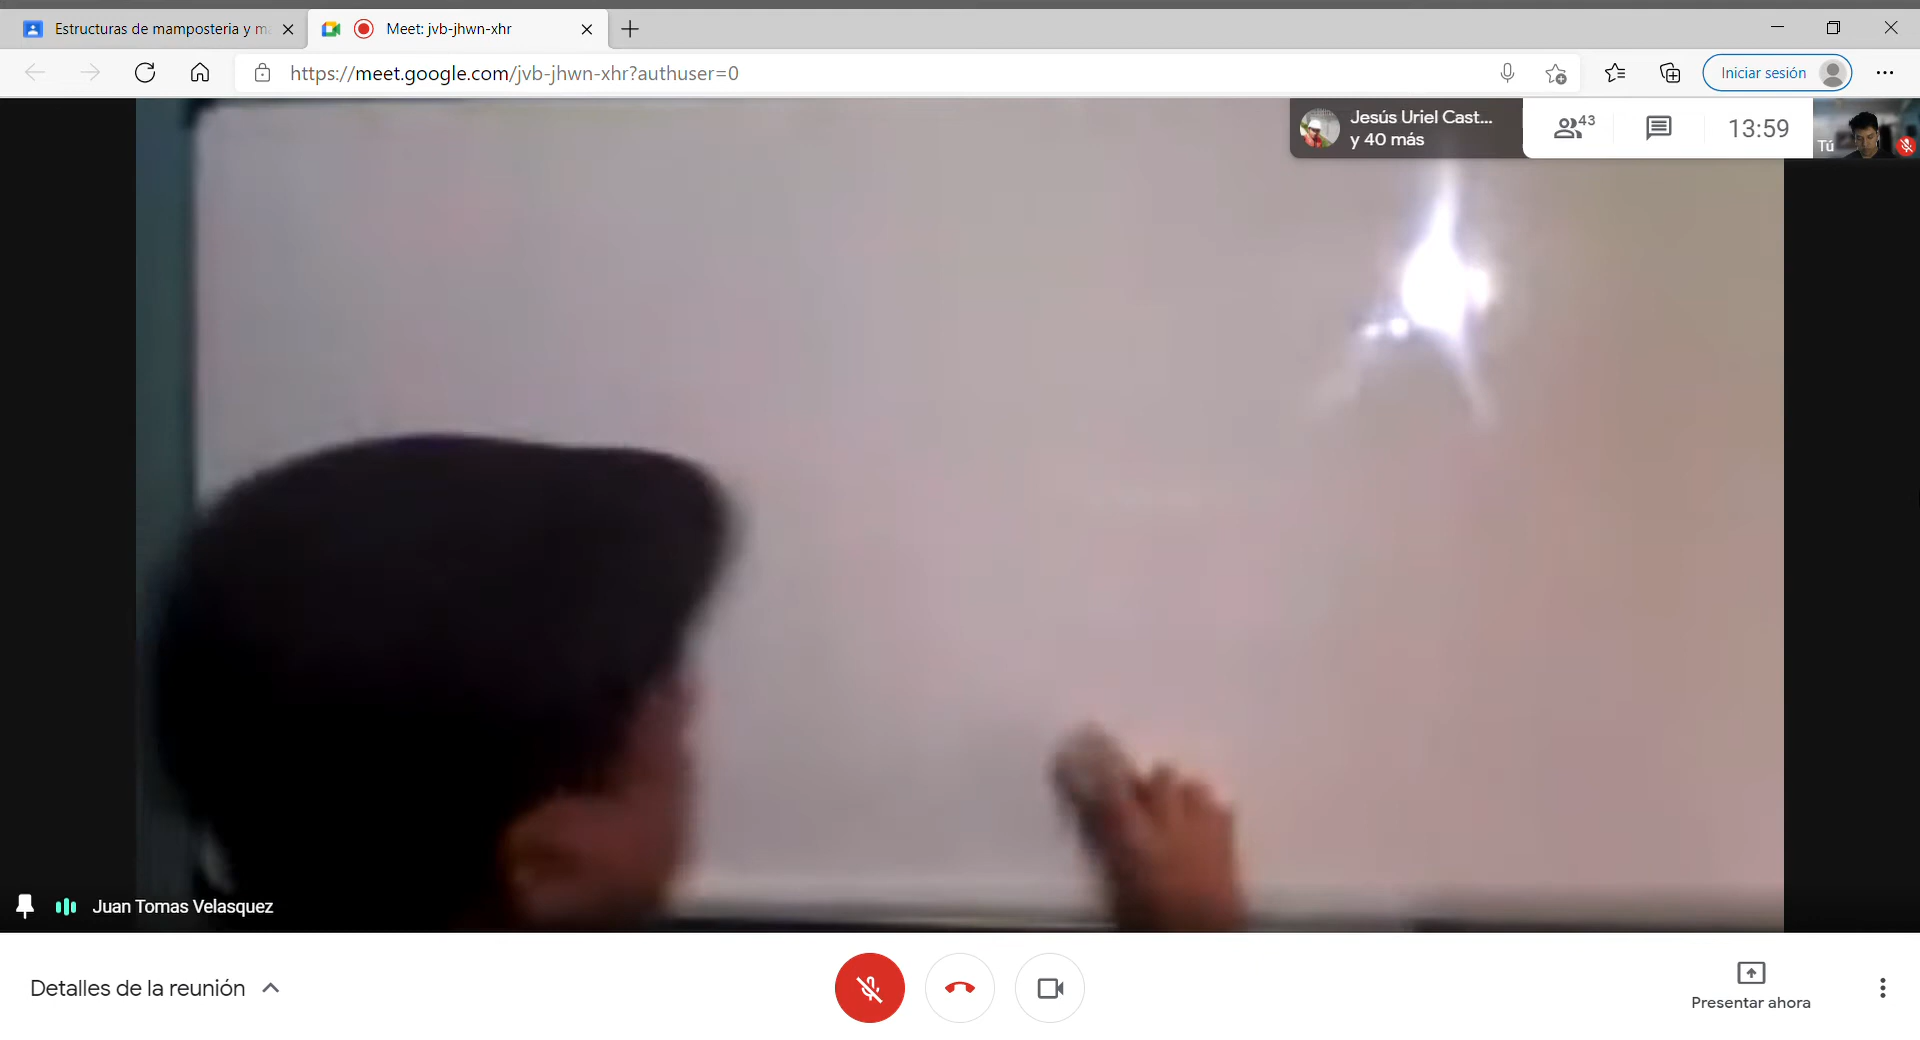 Estructuras de mamposteria y ma
Meet: jvb-jhwn-xhr
https://meet.google.com/jvb-jhwn-xhr?authuser=0
Iniciar sesión
Jesús Uriel Cast...
y 40 más
43
13:59
Tú
Juan Tomas Velasquez
Detalles de la reunión
Presentar ahora